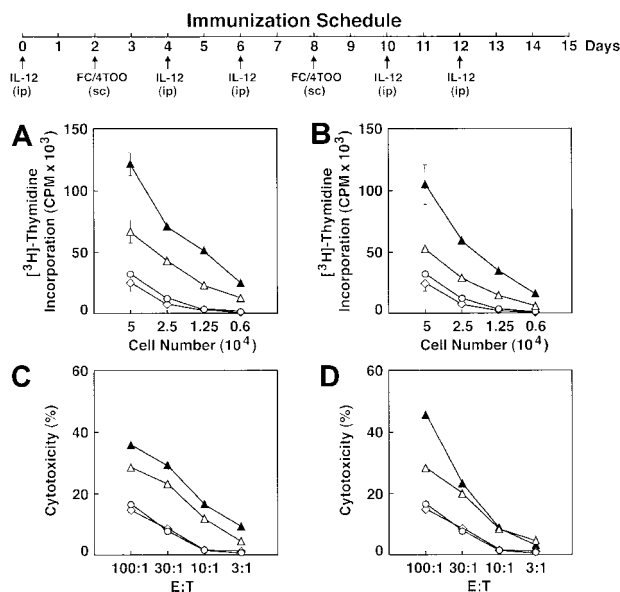 Immunization Schedule
0 1 2 3 4 5 6 7 8 9 10 11 12 13 14 15 Days
IL-12 FC/4TOO IL-12 IL-12 FC/4TOO IL-12 IL-12
(ip) (sc) (ip) (ip) (sc) (ip) (ip)
A
[³H]-Thymidine
Incorporation (CPM x 10³)
150
100
50
0
5 2.5 1.25 0.6
Cell Number (10⁴)
B
[³H]-Thymidine
Incorporation (CPM x 10³)
150
100
50
0
5 2.5 1.25 0.6
Cell Number (10⁴)
C
Cytotoxicity (%)
60
40
20
0
100:1 30:1 10:1 3:1
E:T
D
Cytotoxicity (%)
60
40
20
0
100:1 30:1 10:1 3:1
E:T